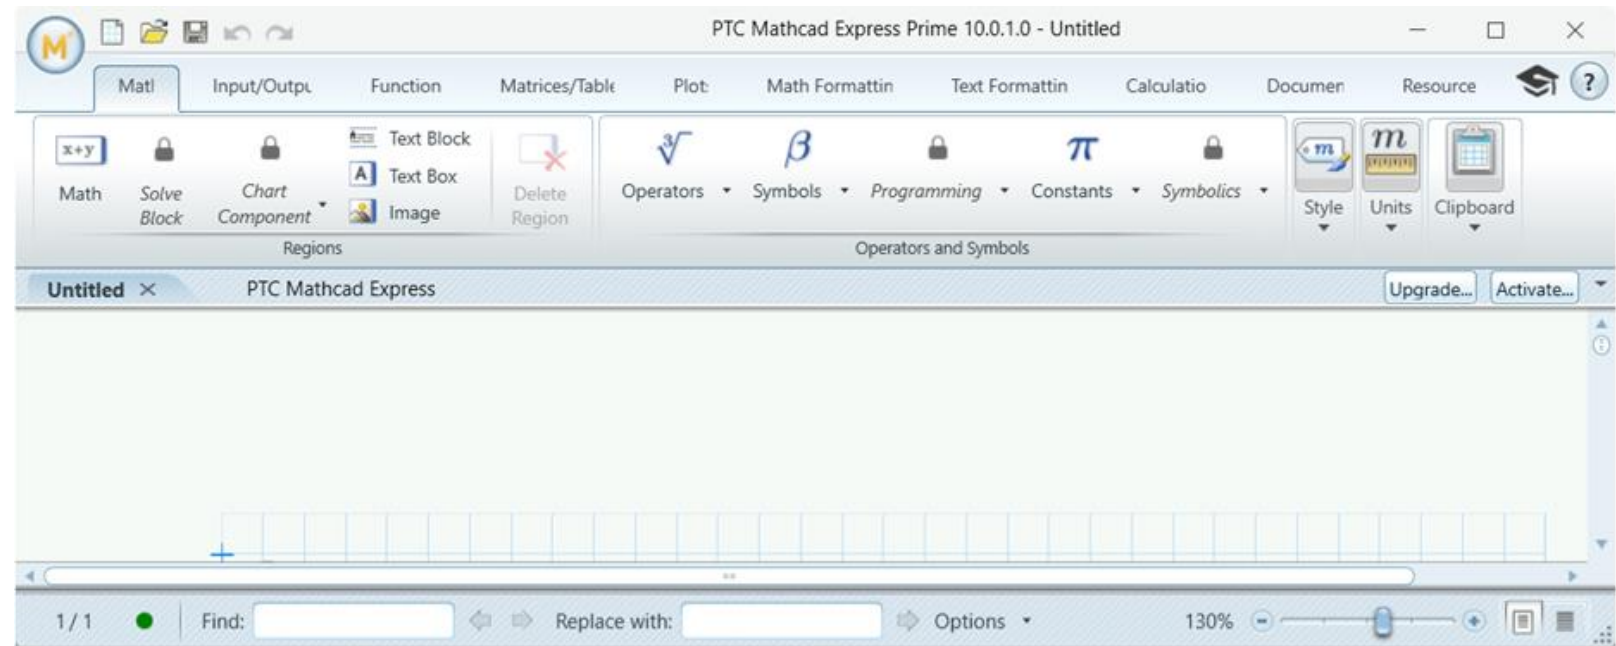 PTC Mathcad Express Prime 10.0.1.0 - Untitled
Matl Input/Outpu Function Matrices/Table Plot: Math Formattin Text Formattin Calculatio Documen Resource ?
x+y Text Block
Text Box
Image
Math Solve Block Chart Component Delete Region
Operators Symbols Programming Constants Symbolics Style Units Clipboard
Regions Operators and Symbols
Untitled × PTC Mathcad Express Upgrade... Activate...
1 / 1 Find: Replace with: Options 130%